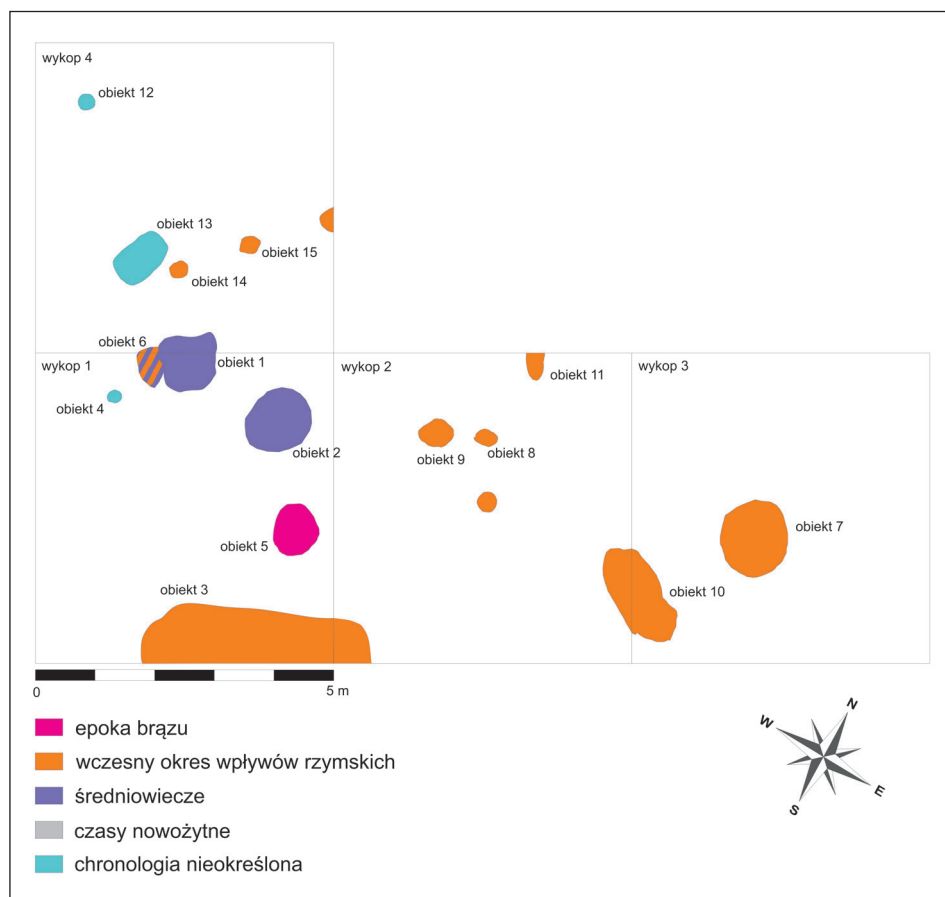 wykop 4
obiekt 12
obiekt 13
obiekt 15
obiekt 14
obiekt 6
wykop 1
obiekt 1
wykop 2
obiekt 11
wykop 3
obiekt 4
obiekt 2
obiekt 9
obiekt 8
obiekt 7
obiekt 5
obiekt 3
obiekt 10
0
5 m
epoka brązu
wczesny okres wpływów rzymskich
średniowiecze
czasy nowożytne
chronologia nieokreślona
N
W
E
S